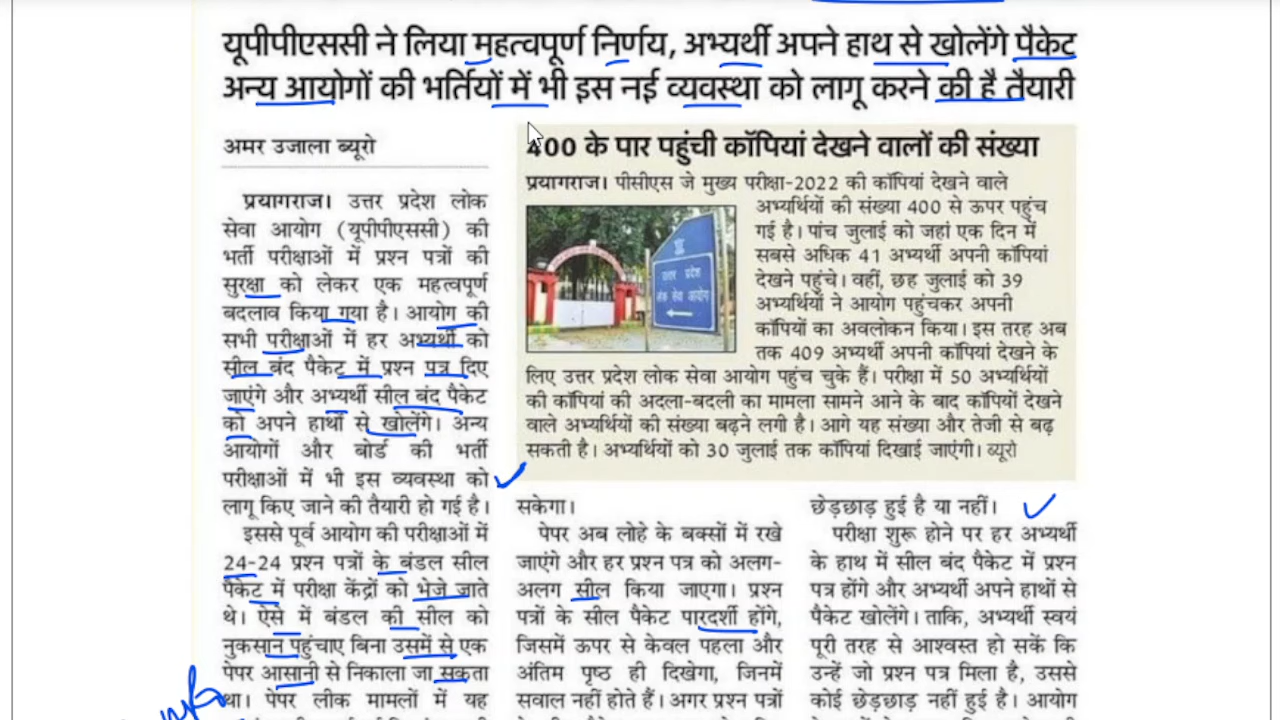 यूपीपीएससी ने लिया महत्वपूर्ण निर्णय, अभ्यर्थी अपने हाथ से खोलेंगे पैकेट
अन्य आयोगों की भर्तियों में भी इस नई व्यवस्था को लागू करने की है तैयारी
अमर उजाला ब्यूरो
प्रयागराज। उत्तर प्रदेश लोक
सेवा आयोग (यूपीपीएससी) की
भर्ती परीक्षाओं में प्रश्न पत्रों की
सुरक्षा को लेकर एक महत्वपूर्ण
बदलाव किया गया है। आयोग की
सभी परीक्षाओं में हर अभ्यर्थी को
सील बंद पैकेट में प्रश्न पत्र दिए
जाएंगे और अभ्यर्थी सील बंद पैकेट
को अपने हाथों से खोलेंगे। अन्य
आयोगों और बोर्ड की भर्ती
परीक्षाओं में भी इस व्यवस्था को
लागू किए जाने की तैयारी हो गई है।
इससे पूर्व आयोग की परीक्षाओं में
24-24 प्रश्न पत्रों के बंडल सील
पैकेट में परीक्षा केंद्रों को भेजे जाते
थे। ऐसे में बंडल की सील को
नुकसान पहुंचाए बिना उसमें से एक
पेपर आसानी से निकाला जा सकता
था। पेपर लीक मामलों में यह
400 के पार पहुंची कॉपियां देखने वालों की संख्या
प्रयागराज। पीसीएस जे मुख्य परीक्षा-2022 की कॉपियां देखने वाले
अभ्यर्थियों की संख्या 400 से ऊपर पहुंच
गई है। पांच जुलाई को जहां एक दिन में
सबसे अधिक 41 अभ्यर्थी अपनी कॉपियां
देखने पहुंचे। वहीं, छह जुलाई को 39
अभ्यर्थियों ने आयोग पहुंचकर अपनी
कॉपियों का अवलोकन किया। इस तरह अब
तक 409 अभ्यर्थी अपनी कॉपियां देखने के
लिए उत्तर प्रदेश लोक सेवा आयोग पहुंच चुके हैं। परीक्षा में 50 अभ्यर्थियों
की कॉपियां की अदला-बदली का मामला सामने आने के बाद कॉपियों देखने
वाले अभ्यर्थियों की संख्या बढ़ने लगी है। आगे यह संख्या और तेजी से बढ़
सकती है। अभ्यर्थियों को 30 जुलाई तक कॉपियां दिखाई जाएंगी। ब्यूरो
उत्तर प्रदेश
लोक सेवा आयोग
सकेगा।
पेपर अब लोहे के बक्सों में रखे
जाएंगे और हर प्रश्न पत्र को अलग-
अलग सील किया जाएगा। प्रश्न
पत्रों के सील पैकेट पारदर्शी होंगे,
जिसमें ऊपर से केवल पहला और
अंतिम पृष्ठ ही दिखेगा, जिनमें
सवाल नहीं होते हैं। अगर प्रश्न पत्रों
छेड़छाड़ हुई है या नहीं।
परीक्षा शुरू होने पर हर अभ्यर्थी
के हाथ में सील बंद पैकेट में प्रश्न
पत्र होंगे और अभ्यर्थी अपने हाथों से
पैकेट खोलेंगे। ताकि, अभ्यर्थी स्वयं
पूरी तरह से आश्वस्त हो सकें कि
उन्हें जो प्रश्न पत्र मिला है, उससे
कोई छेड़छाड़ नहीं हुई है। आयोग